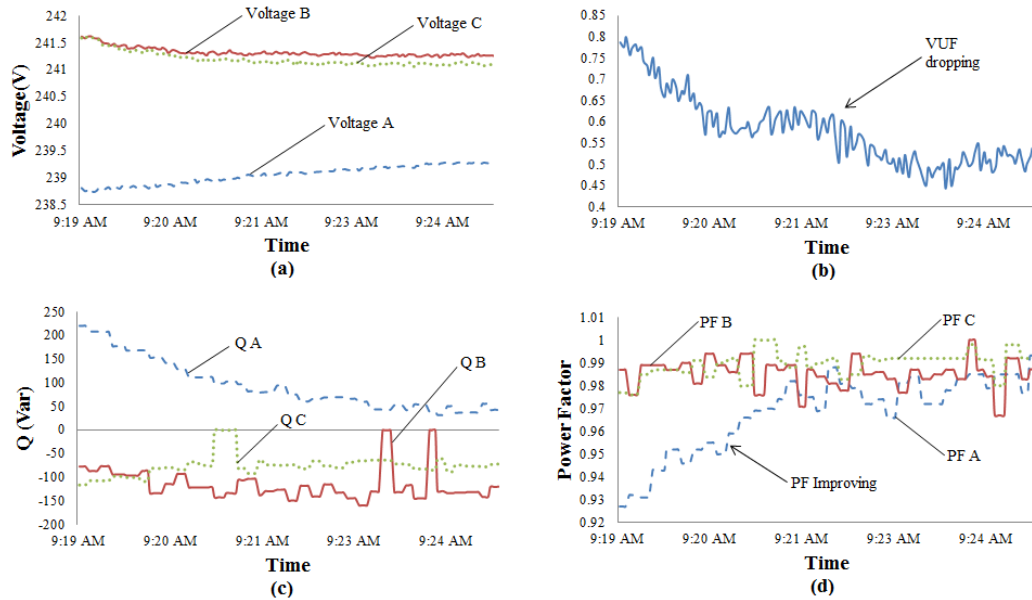 242
241.5
241
240.5
240
239.5
239
238.5
Voltage(V)
Voltage B
Voltage C
Voltage A
9:19 AM 9:20 AM 9:21 AM 9:23 AM 9:24 AM
Time
(a)
0.85
0.8
0.75
0.7
0.65
0.6
0.55
0.5
0.45
0.4
VUF
dropping
9:19 AM 9:20 AM 9:21 AM 9:23 AM 9:24 AM
Time
(b)
250
200
150
100
50
0
-50
-100
-150
-200
Q (Var)
Q A
Q B
Q C
9:19 AM 9:20 AM 9:21 AM 9:23 AM 9:24 AM
Time
(c)
1.01
1
0.99
0.98
0.97
0.96
0.95
0.94
0.93
0.92
Power Factor
PF B
PF C
PF A
PF Improving
9:19 AM 9:20 AM 9:21 AM 9:23 AM 9:24 AM
Time
(d)